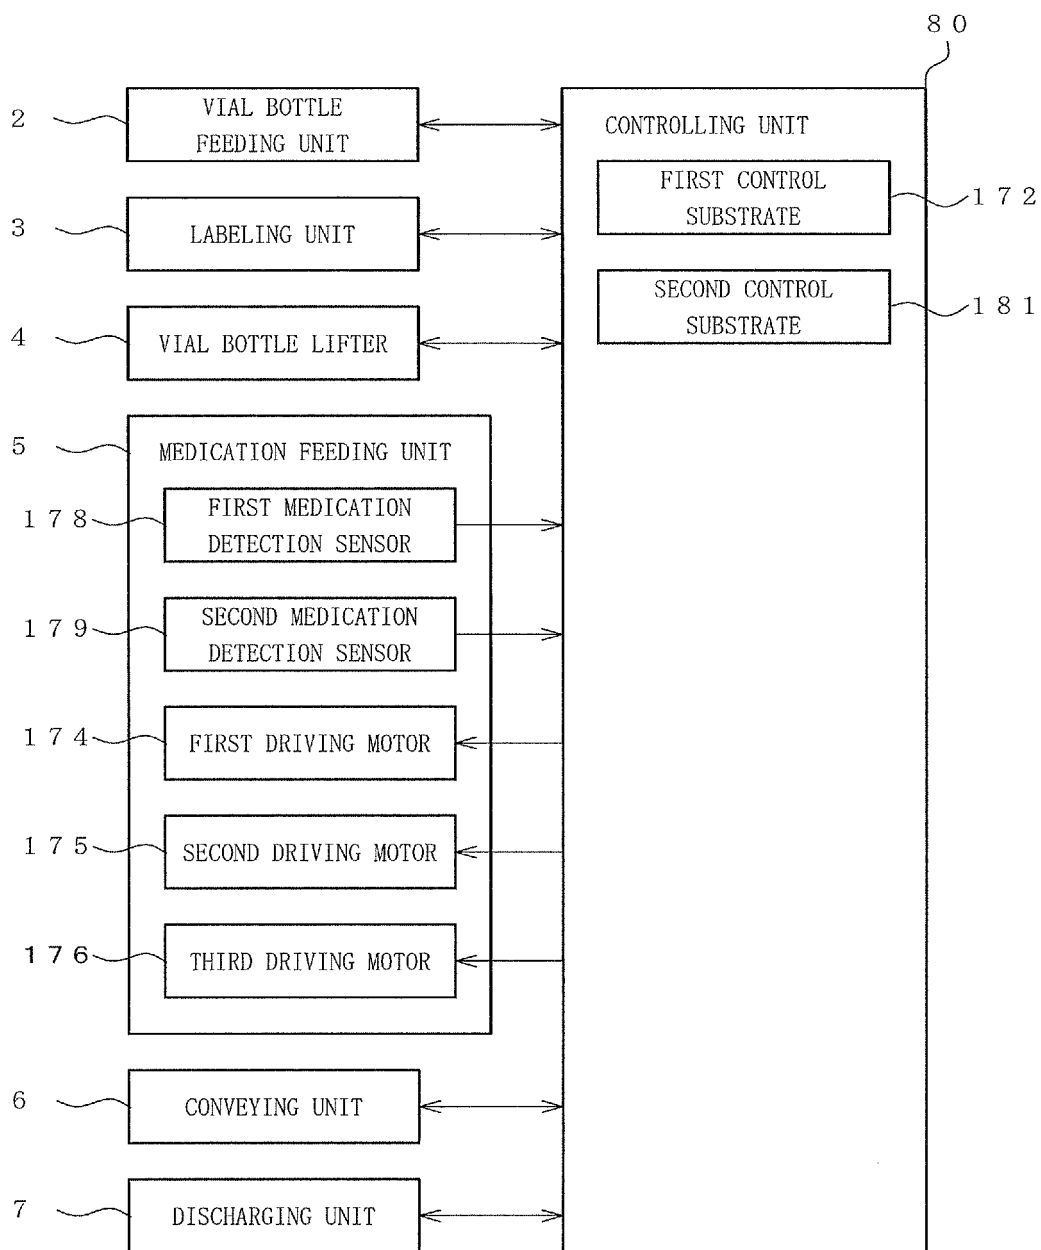 ８０
２
VIAL BOTTLE
FEEDING UNIT
CONTROLLING UNIT
FIRST CONTROL
SUBSTRATE
１７２
３
LABELING UNIT
SECOND CONTROL
SUBSTRATE
１８１
４
VIAL BOTTLE LIFTER
５
MEDICATION FEEDING UNIT
１７８
FIRST MEDICATION
DETECTION SENSOR
１７９
SECOND MEDICATION
DETECTION SENSOR
１７４
FIRST DRIVING MOTOR
１７５
SECOND DRIVING MOTOR
１７６
THIRD DRIVING MOTOR
６
CONVEYING UNIT
７
DISCHARGING UNIT